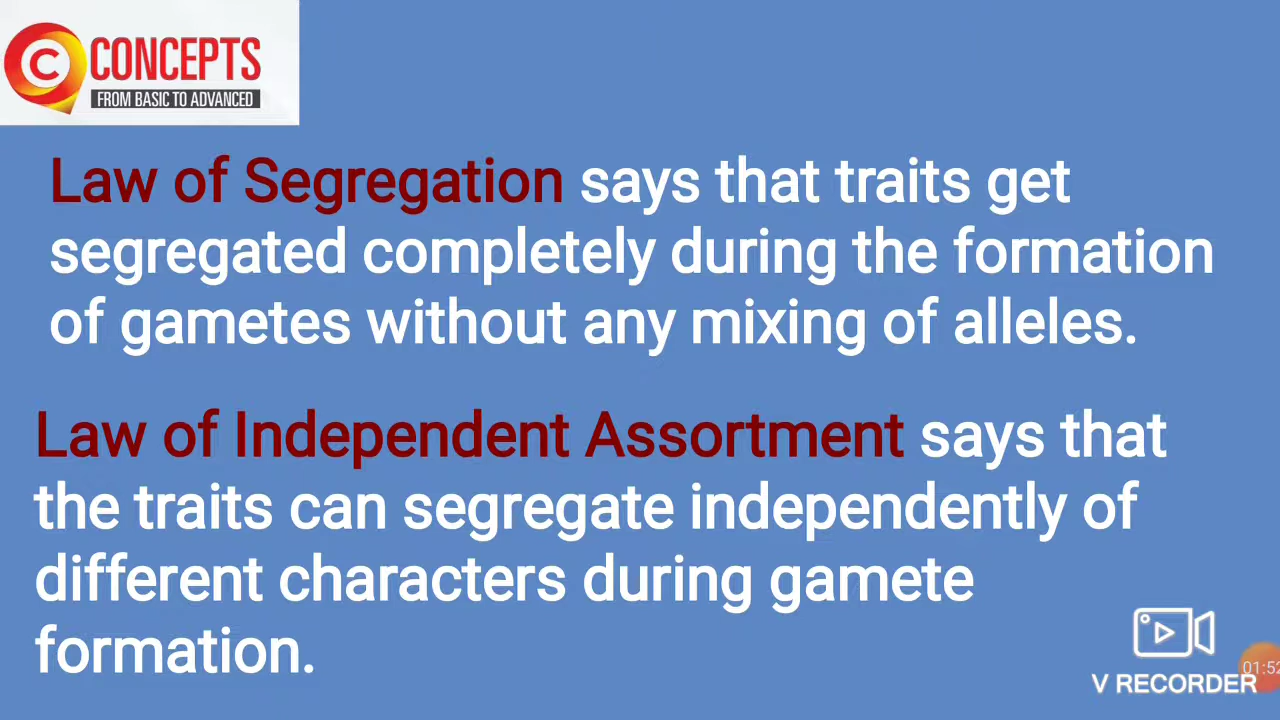 C
CONCEPTS
FROM BASIC TO ADVANCED
Law of Segregation says that traits get
segregated completely during the formation
of gametes without any mixing of alleles.
Law of Independent Assortment says that
the traits can segregate independently of
different characters during gamete
formation.
V RECORDER
01:52